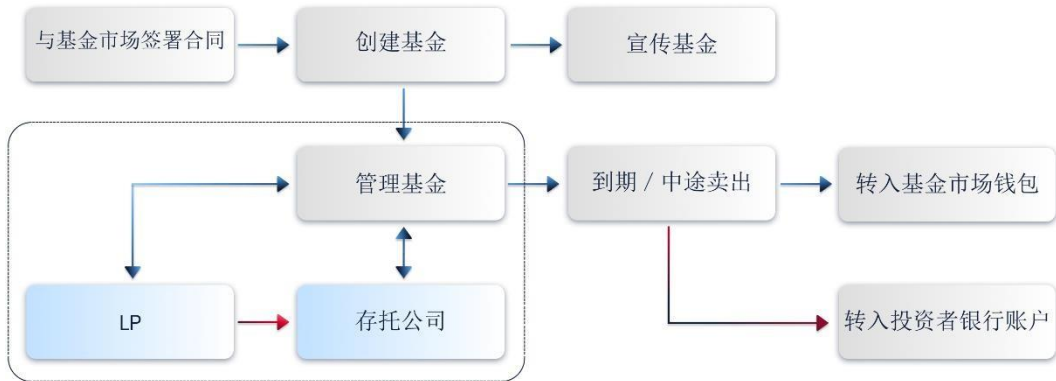 与基金市场签署合同
创建基金
宣传基金
管理基金
到期 / 中途卖出
转入基金市场钱包
LP
存托公司
转入投资者银行账户